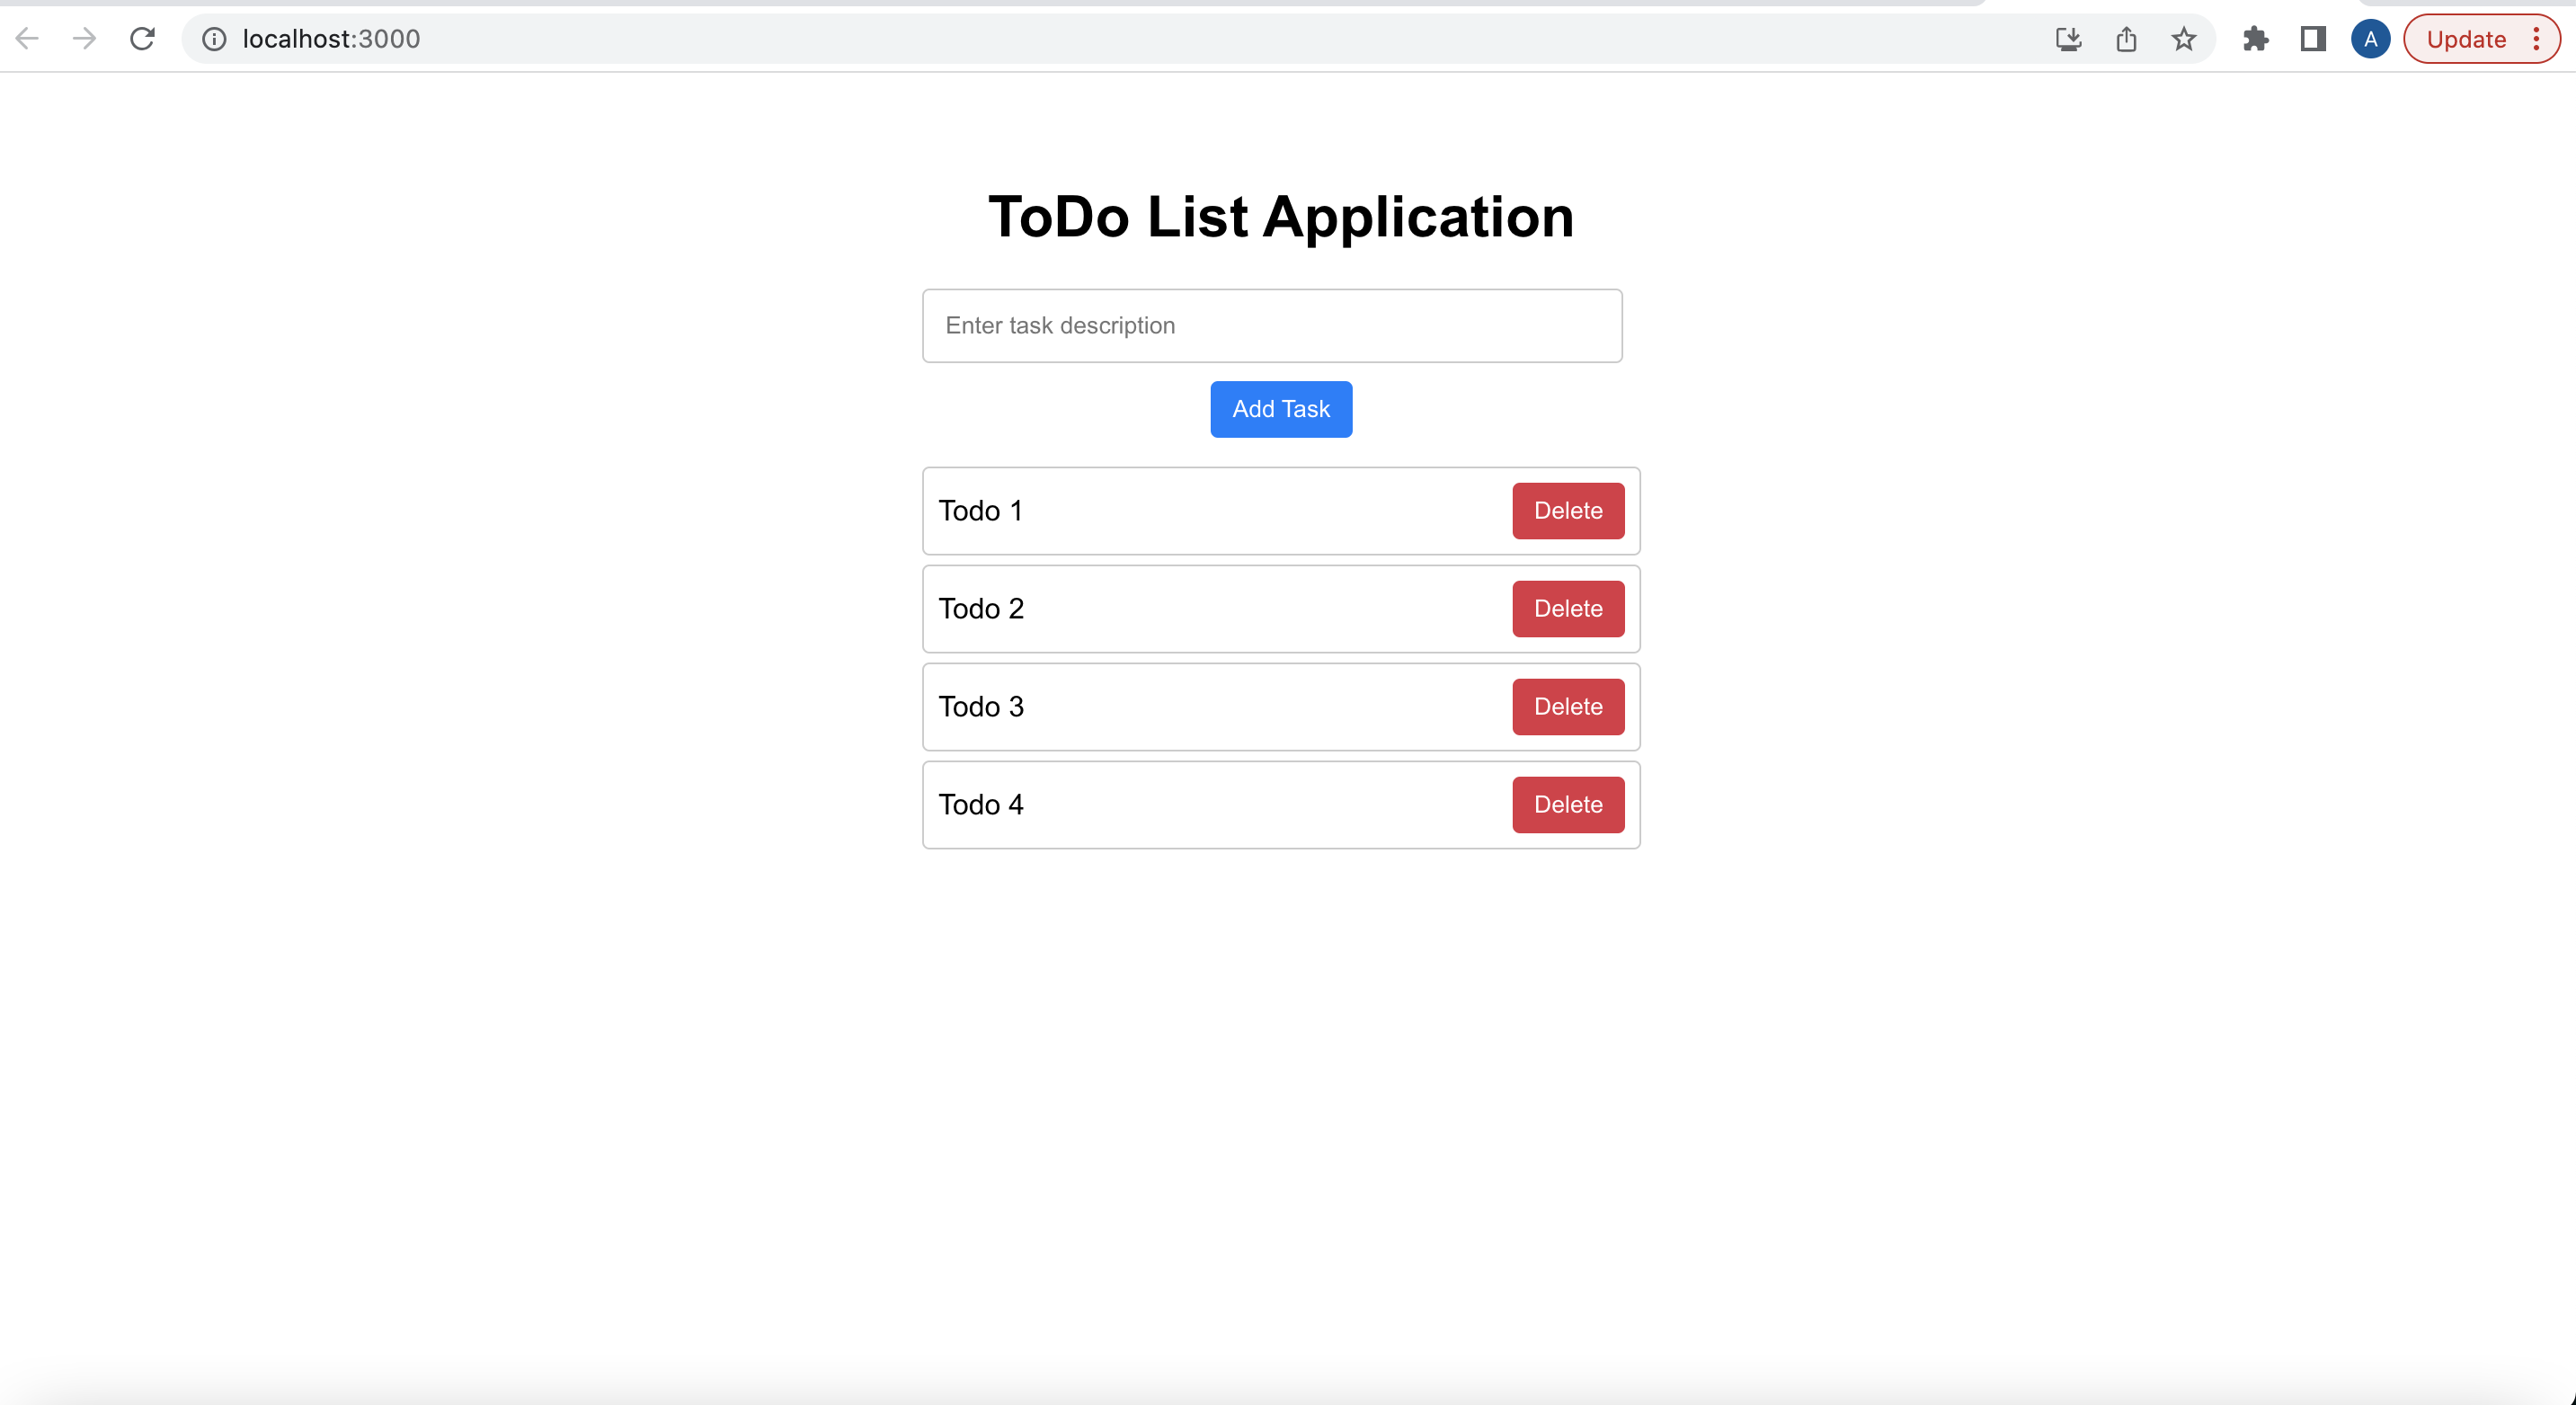 localhost:3000
A
Update
ToDo List Application
Enter task description
Add Task
Todo 1 Delete
Todo 2 Delete
Todo 3 Delete
Todo 4 Delete